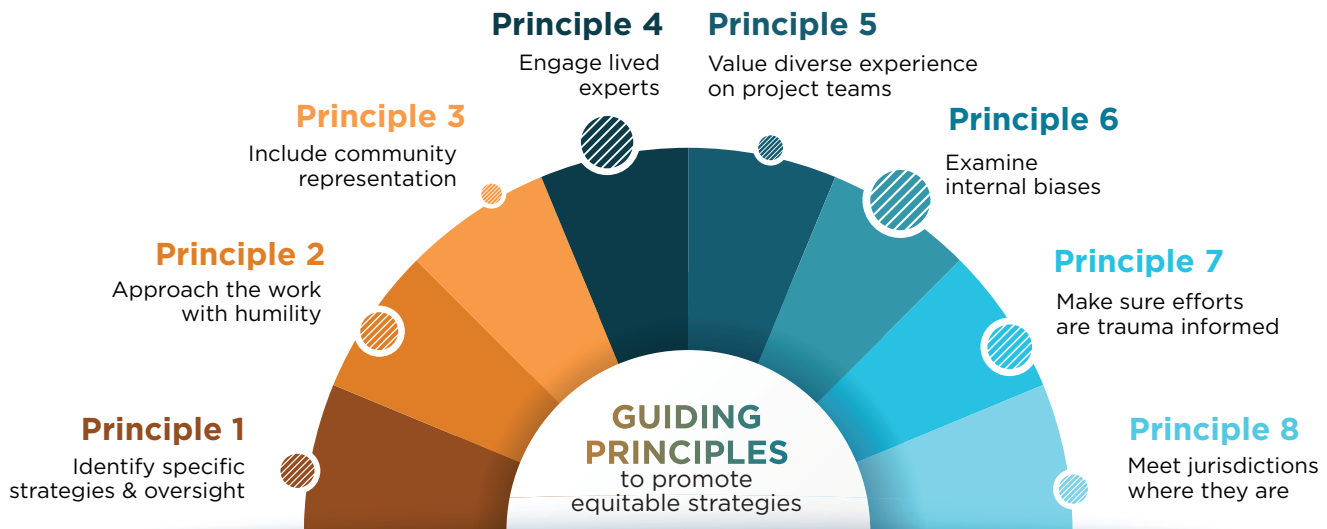 Principle 1
Identify specific
strategies & oversight
Principle 2
Approach the work
with humility
Principle 3
Include community
representation
Principle 4
Engage lived
experts
Principle 5
Value diverse experience
on project teams
Principle 6
Examine
internal biases
Principle 7
Make sure efforts
are trauma informed
Principle 8
Meet jurisdictions
where they are
GUIDING
PRINCIPLES
to promote
equitable strategies